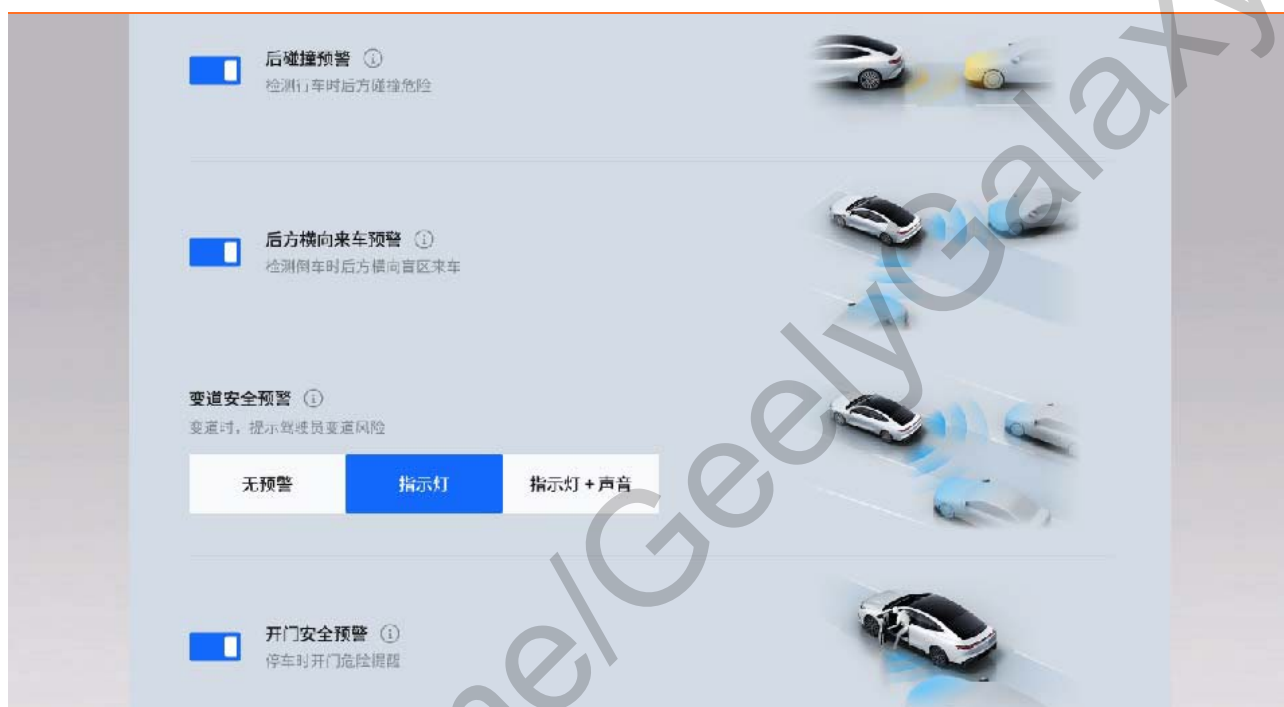 后碰撞预警
检测行车时后方碰撞危险
后方横向来车预警
检测倒车时后方横向盲区来车
变道安全预警
变道时，提示驾驶员变道风险
无预警 指示灯 指示灯+声音
开门安全预警
停车时开门危险提醒
me/GeelyGalaxy